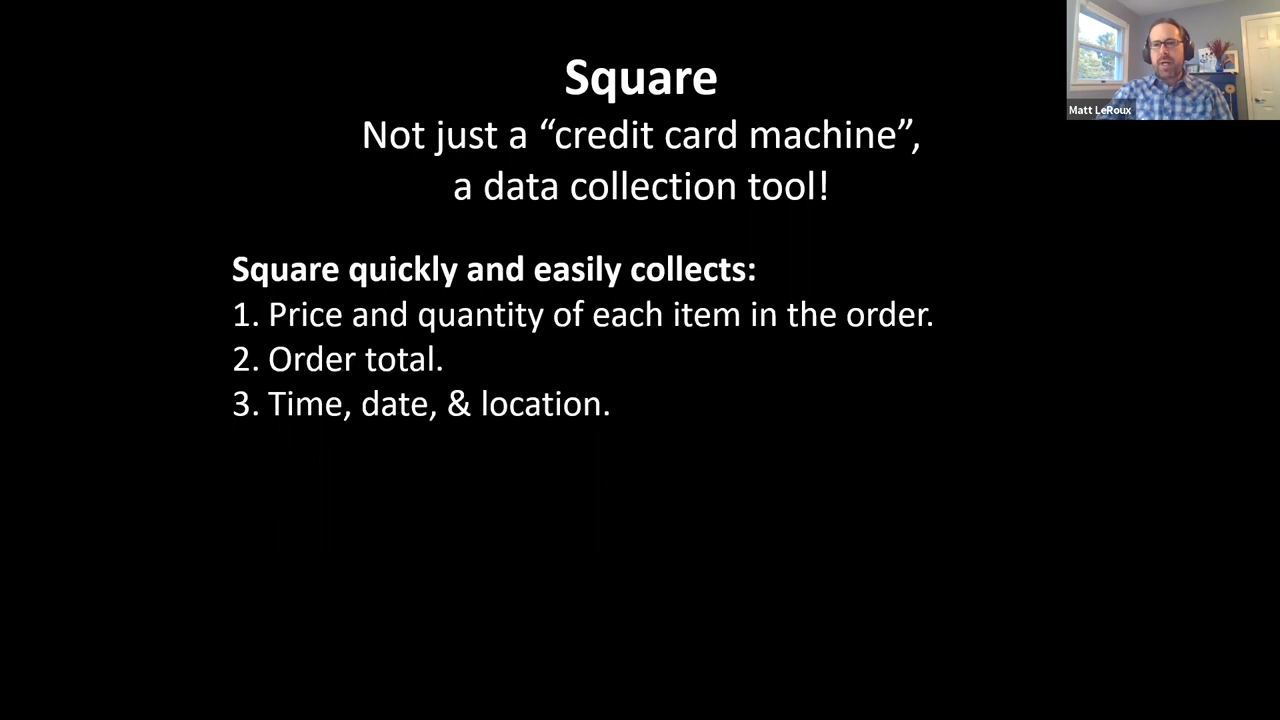 Square
Not just a “credit card machine”,
a data collection tool!
Square quickly and easily collects:
1. Price and quantity of each item in the order.
2. Order total.
3. Time, date, & location.
Matt LeRoux